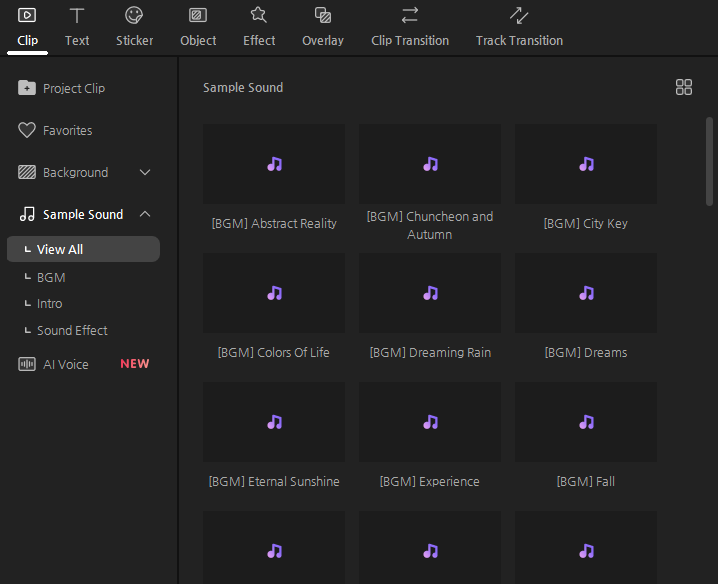 Clip Text Sticker Object Effect Overlay Clip Transition Track Transition
Project Clip
Favorites
Background
Sample Sound
View All
BGM
Intro
Sound Effect
AI Voice NEW
Sample Sound
[BGM] Abstract Reality
[BGM] Chuncheon and
Autumn
[BGM] City Key
[BGM] Colors Of Life
[BGM] Dreaming Rain
[BGM] Dreams
[BGM] Eternal Sunshine
[BGM] Experience
[BGM] Fall